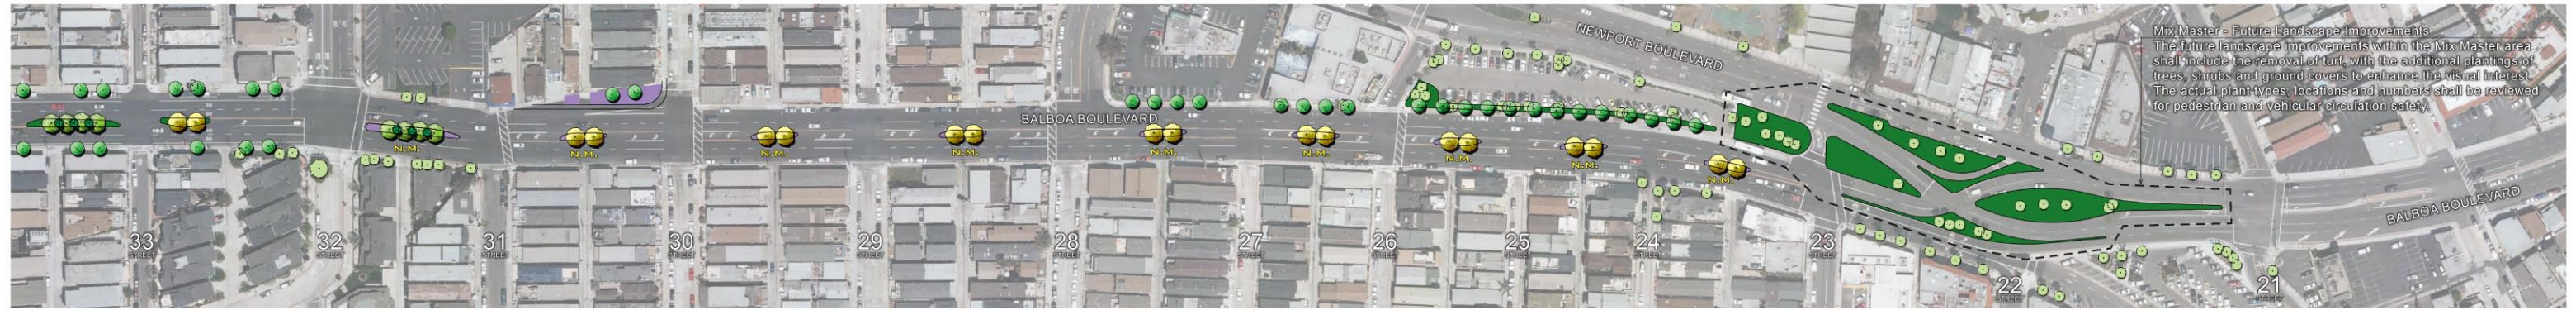 Mix Master - Future Landscape Improvements
The future landscape improvements within the Mix Master area
shall include the removal of turf, with the additional plantings of
trees, shrubs and ground covers to enhance the visual interest.
The actual plant types, locations and numbers shall be reviewed
for pedestrian and vehicular circulation safety.
NEWPORT BOULEVARD
BALBOA BOULEVARD
N.M.
N.M.
N.M.
N.M.
N.M.
N.M.
N.M.
N.M.
N.M.
BALBOA BOULEVARD
33
STREET
32
STREET
31
STREET
30
STREET
29
STREET
28
STREET
27
STREET
26
STREET
25
STREET
24
STREET
23
STREET
22
STREET
21
STREET